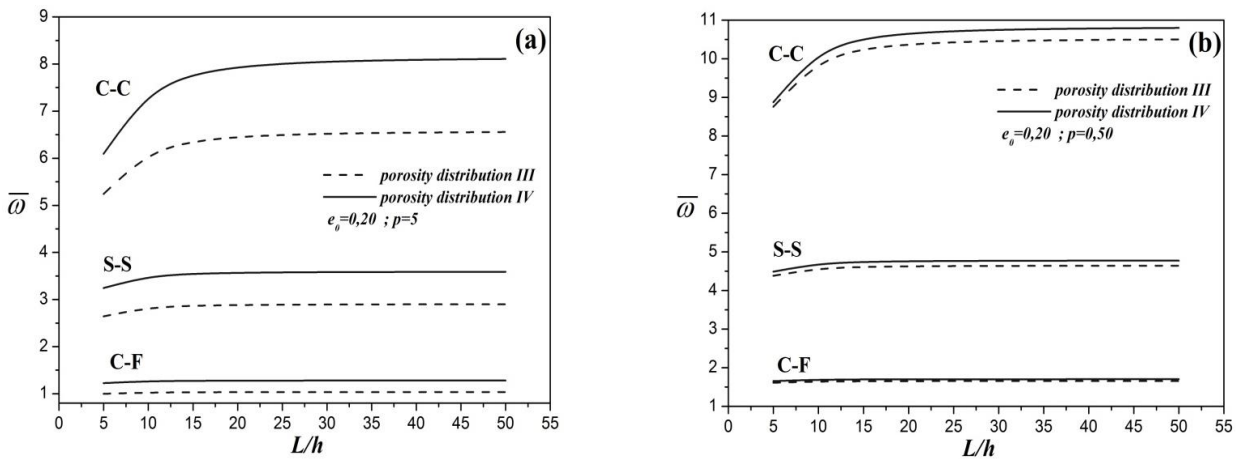 (a)
9
8
7
6
5
4
3
2
1
C-C
S-S
C-F
porosity distribution III
porosity distribution IV
e₀=0,20 ; p=5
ω̅
0 5 10 15 20 25 30 35 40 45 50 55
L/h
(b)
11
10
9
8
7
6
5
4
3
2
1
C-C
S-S
C-F
porosity distribution III
porosity distribution IV
e₀=0,20 ; p=0,50
ω̅
0 5 10 15 20 25 30 35 40 45 50 55
L/h